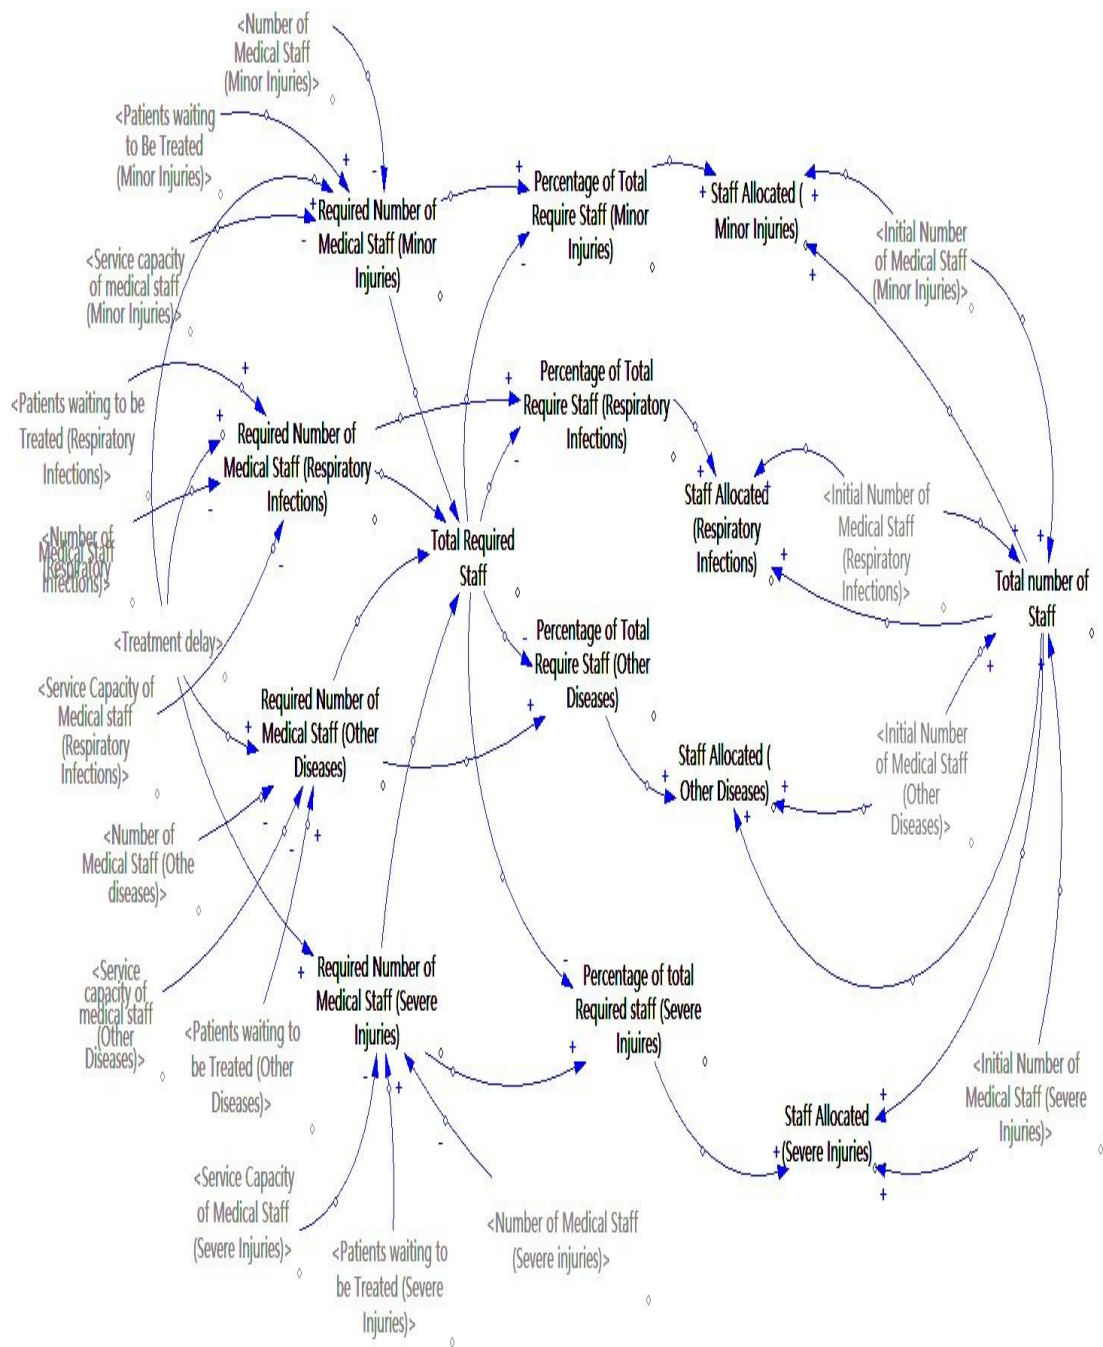 <Number of
Medical Staff
(Minor Injuries)>
<Patients waiting
to Be Treated
(Minor Injuries)>
<Service capacity
of medical staff
(Minor Injuries)>
Required Number of
Medical Staff (Minor
Injuries)
Percentage of Total
Require Staff (Minor
Injuries)
Staff Allocated (
Minor Injuries)
<Initial Number
of Medical Staff
(Minor Injuries)>
<Patients waiting to be
Treated (Respiratory
Infections)>
Required Number of
Medical Staff (Respiratory
Infections)
Percentage of Total
Require Staff (Respiratory
Infections)
Staff Allocated
(Respiratory
Infections)
<Initial Number of
Medical Staff
(Respiratory
Infections)>
<Number of
Medical Staff
(Respiratory
Infections)>
Total Required
Staff
Total number of
Staff
<Treatment delay>
<Service Capacity of
Medical staff
(Respiratory
Infections)>
Required Number of
Medical Staff (Other
Diseases)
Percentage of Total
Require Staff (Other
Diseases)
Staff Allocated (
Other Diseases)
<Initial Number
of Medical Staff
(Other
Diseases)>
<Number of
Medical Staff (Othe
diseases)>
<Service
capacity of
medical staff
(Other
Diseases)>
<Patients waiting to
be Treated (Other
Diseases)>
Required Number of
Medical Staff (Severe
Injuries)
Percentage of total
Required staff (Severe
Injuires)
Staff Allocated
(Severe Injuries)
<Initial Number of
Medical Staff (Severe
Injuries)>
<Service Capacity
of Medical Staff
(Severe Injuries)>
<Patients waiting to
be Treated (Severe
Injuries)>
<Number of Medical Staff
(Severe injuries)>